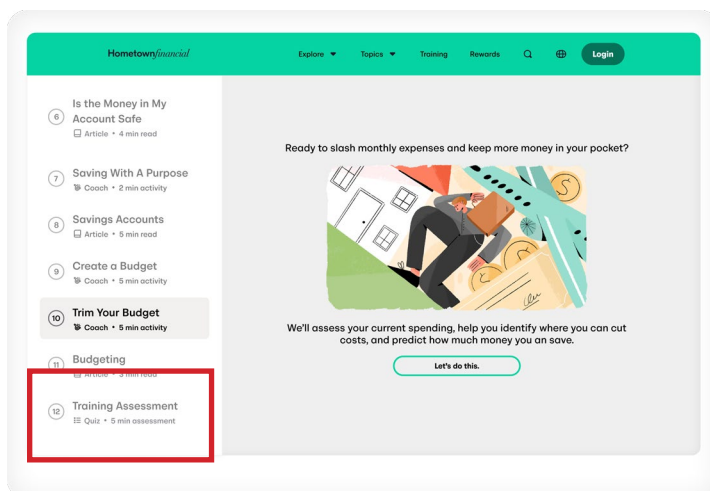 Hometownfinancial
Explore Topics Training Rewards Login
6 Is the Money in My
Account Safe
Article • 4 min read
7 Saving With A Purpose
Coach • 2 min activity
8 Savings Accounts
Article • 5 min read
9 Create a Budget
Coach • 5 min activity
10 Trim Your Budget
Coach • 5 min activity
11 Budgeting
Article • 3 min read
12 Training Assessment
Quiz • 5 min assessment
Ready to slash monthly expenses and keep more money in your pocket?
We'll assess your current spending, help you identify where you can cut
costs, and predict how much money you an save.
Let's do this.